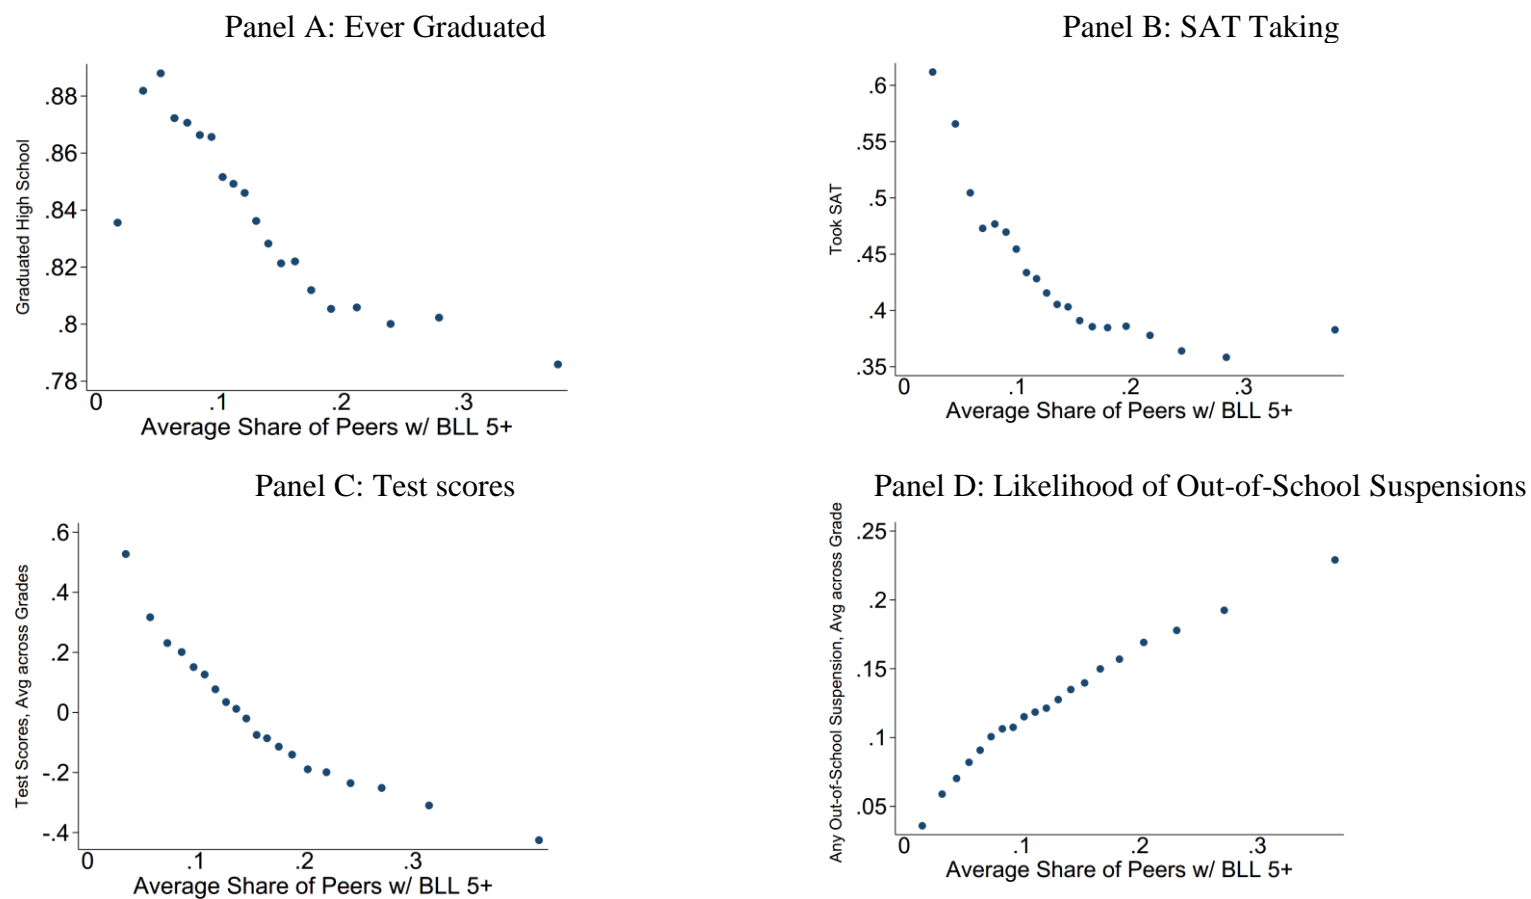 Panel A: Ever Graduated
Graduated High School
.88
.86
.84
.82
.8
.78
0 .1 .2 .3
Average Share of Peers w/ BLL 5+
Panel B: SAT Taking
Took SAT
.6
.55
.5
.45
.4
.35
0 .1 .2 .3
Average Share of Peers w/ BLL 5+
Panel C: Test scores
Test Scores, Avg across Grades
.6
.4
.2
0
-.2
-.4
0 .1 .2 .3
Average Share of Peers w/ BLL 5+
Panel D: Likelihood of Out-of-School Suspensions
Any Out-of-School Suspension, Avg across Grade
.25
.2
.15
.1
.05
0 .1 .2 .3
Average Share of Peers w/ BLL 5+